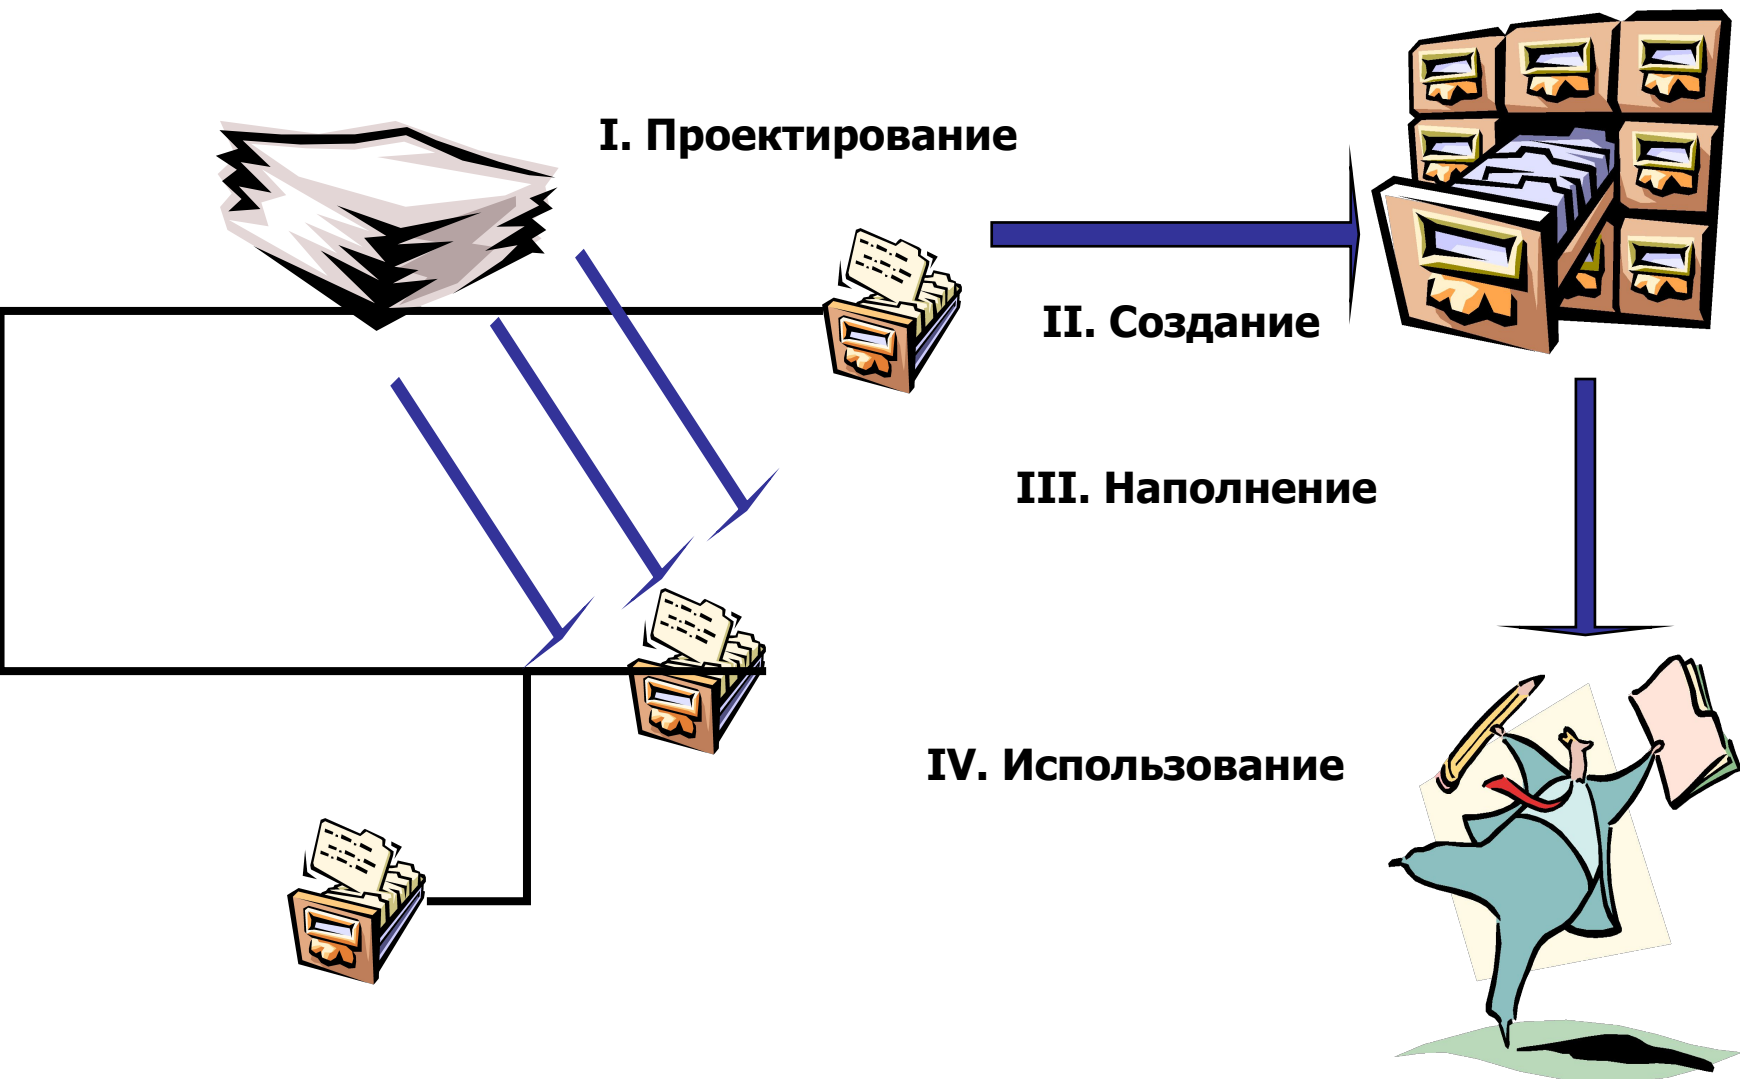 I. Проектирование
II. Создание
III. Наполнение
IV. Использование